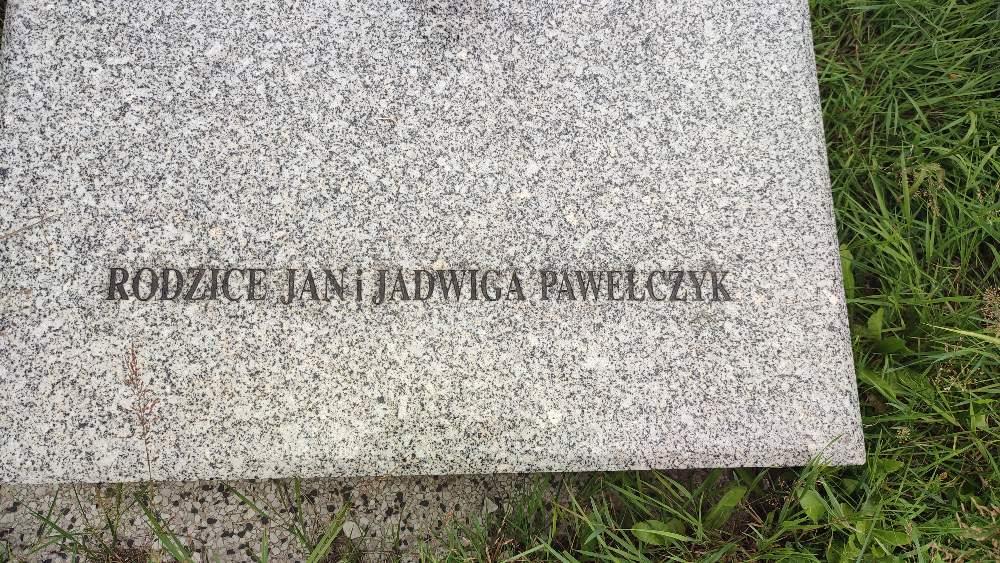 RODZICE JAN i JADWIGA PAWEŁCZYK